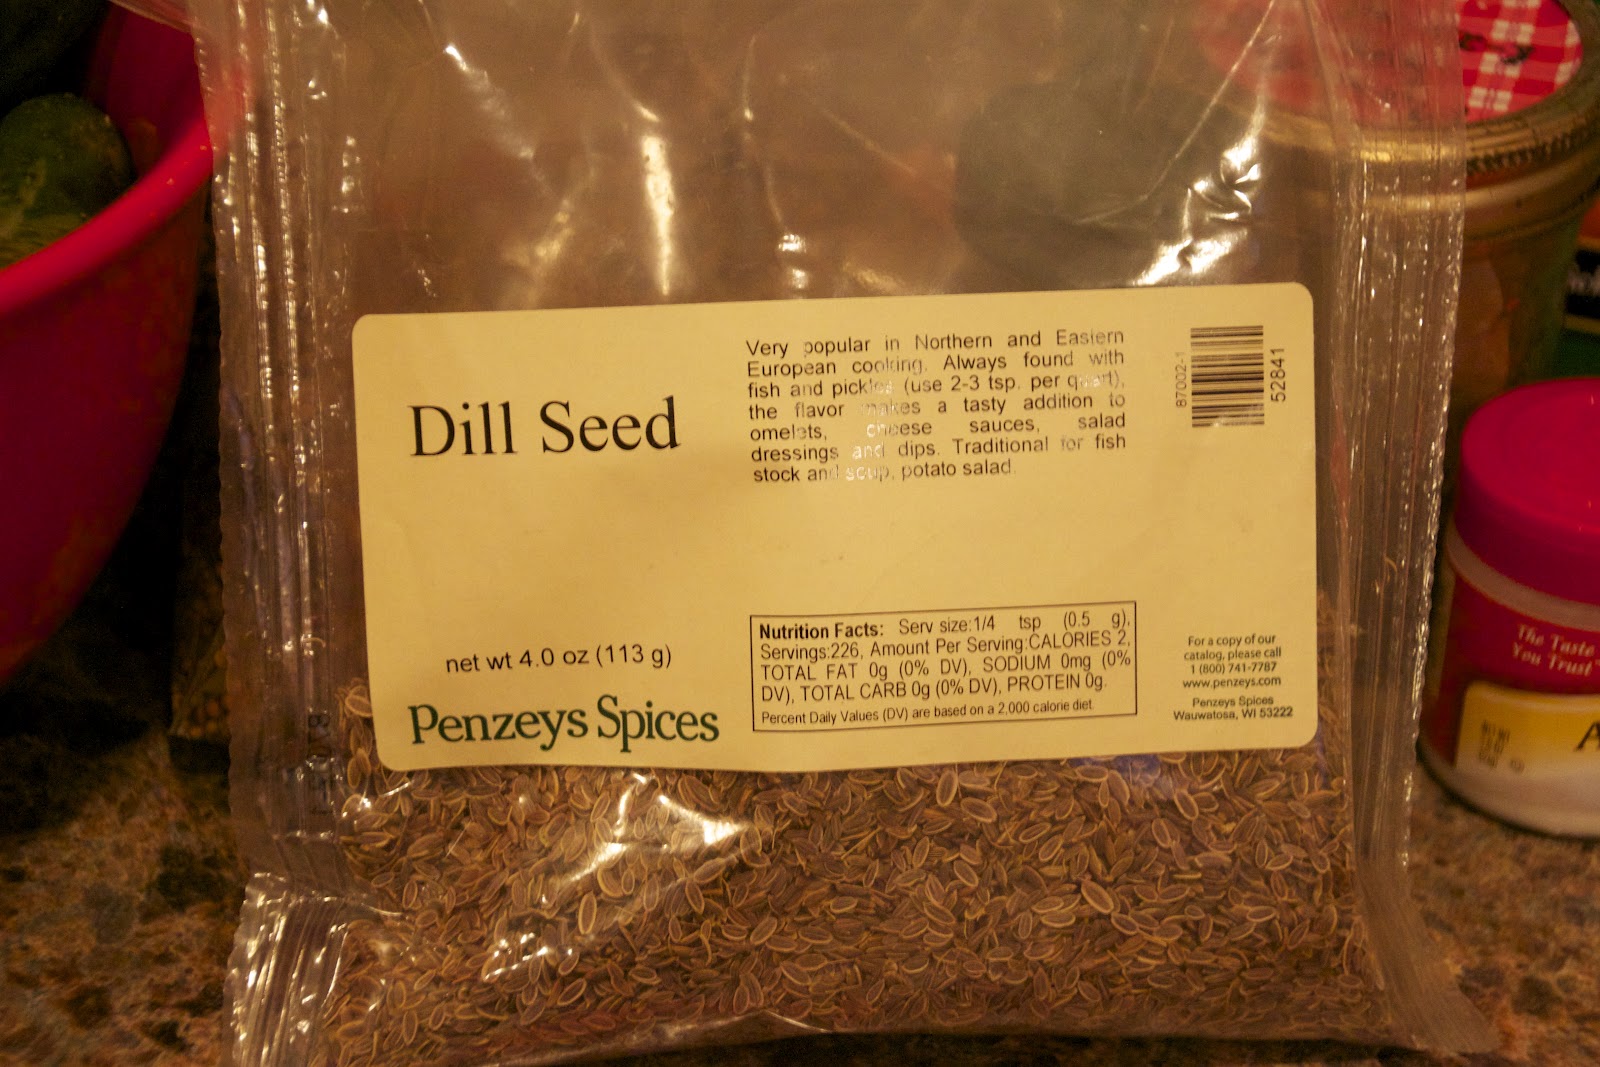 Dill Seed
net wt 4.0 oz (113 g)
Penzeys Spices
Very popular in Northern and Eastern
European cooking. Always found with
fish and pickles (use 2-3 tsp. per quart),
the flavor makes a tasty addition to
omelets, cheese sauces, salad
dressings and dips. Traditional for fish
stock and soup, potato salad.
Nutrition Facts: Serv size:1/4 tsp (0.5 g),
Servings:226, Amount Per Serving:CALORIES 2,
TOTAL FAT 0g (0% DV), SODIUM 0mg (0%
DV), TOTAL CARB 0g (0% DV), PROTEIN 0g.
Percent Daily Values (DV) are based on a 2,000 calorie diet.
87002-1
52841
For a copy of our
catalog, please call
1 (800) 741-7787
www.penzeys.com
Penzeys Spices
Wauwatosa, WI 53222
The Taste
You Trust